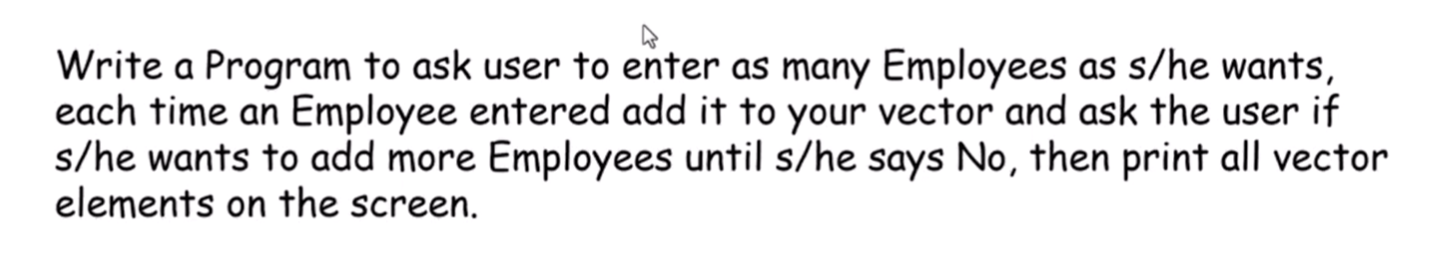 Write a Program to ask user to enter as many Employees as s/he wants,
each time an Employee entered add it to your vector and ask the user if
s/he wants to add more Employees until s/he says No, then print all vector
elements on the screen.